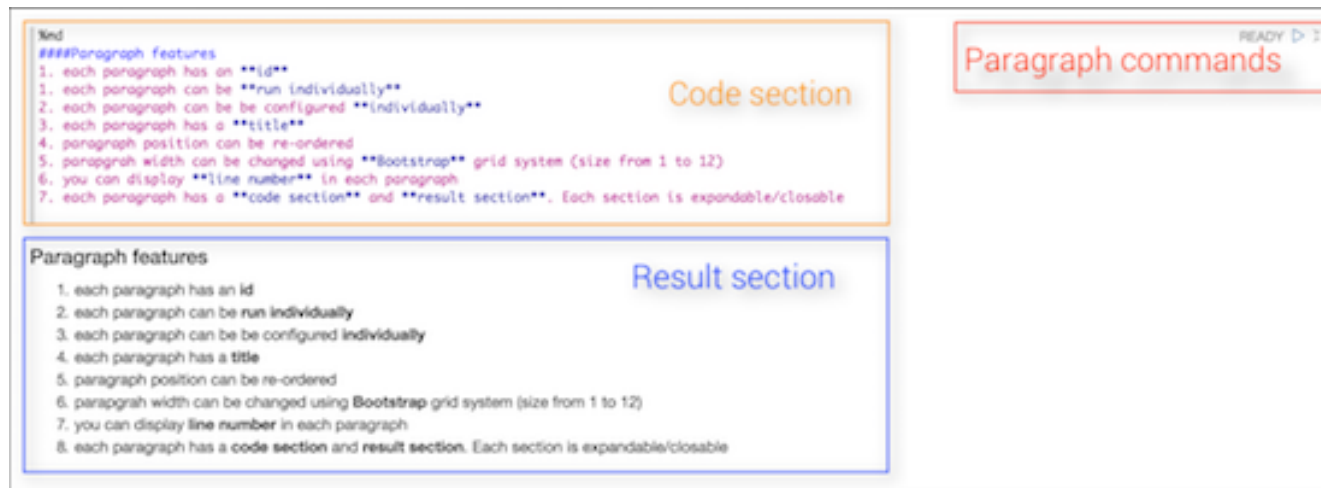 %md
####Paragraph features
1. each paragraph has an **id**
1. each paragraph can be **run individually**
2. each paragraph can be be configured **individually**
3. each paragraph has a **title**
4. paragraph position can be re-ordered
5. parapgrah width can be changed using **Bootstrap** grid system (size from 1 to 12)
6. you can display **line number** in each paragraph
7. each paragraph has a **code section** and **result section**. Each section is expandable/closable
Code section
READY
Paragraph commands
Paragraph features
1. each paragraph has an id
2. each paragraph can be run individually
3. each paragraph can be be configured individually
4. each paragraph has a title
5. paragraph position can be re-ordered
6. parapgrah width can be changed using Bootstrap grid system (size from 1 to 12)
7. you can display line number in each paragraph
8. each paragraph has a code section and result section. Each section is expandable/closable
Result section